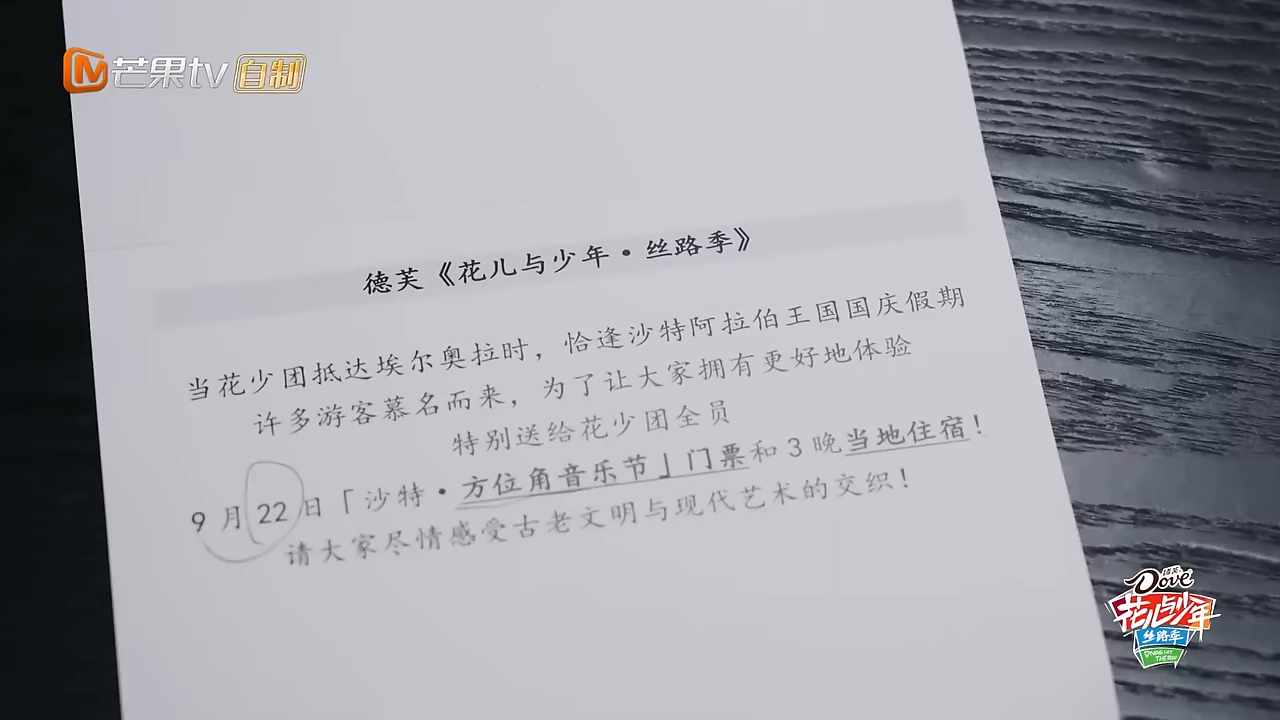 芒果tv 自制
德芙《花儿与少年·丝路季》
当花少团抵达埃尔奥拉时，恰逢沙特阿拉伯王国国庆假期
许多游客慕名而来，为了让大家拥有更好地体验
特别送给花少团全员
9月22日「沙特·方位角音乐节」门票和3晚当地住宿！
请大家尽情感受古老文明与现代艺术的交织！
德芙
Dove
花儿与少年
丝路季
DIVAS HIT THE ROAD